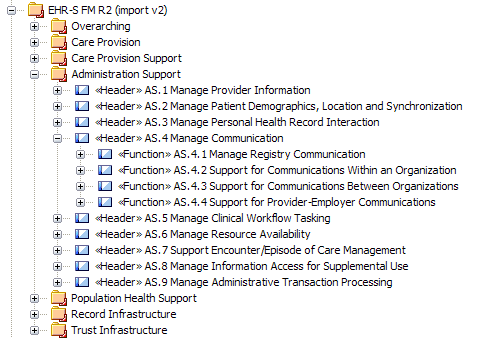 EHR-S FM R2 (import v2)
Overarching
Care Provision
Care Provision Support
Administration Support
«Header» AS.1 Manage Provider Information
«Header» AS.2 Manage Patient Demographics, Location and Synchronization
«Header» AS.3 Manage Personal Health Record Interaction
«Header» AS.4 Manage Communication
«Function» AS.4.1 Manage Registry Communication
«Function» AS.4.2 Support for Communications Within an Organization
«Function» AS.4.3 Support for Communications Between Organizations
«Function» AS.4.4 Support for Provider-Employer Communications
«Header» AS.5 Manage Clinical Workflow Tasking
«Header» AS.6 Manage Resource Availability
«Header» AS.7 Support Encounter/Episode of Care Management
«Header» AS.8 Manage Information Access for Supplemental Use
«Header» AS.9 Manage Administrative Transaction Processing
Population Health Support
Record Infrastructure
Trust Infrastructure